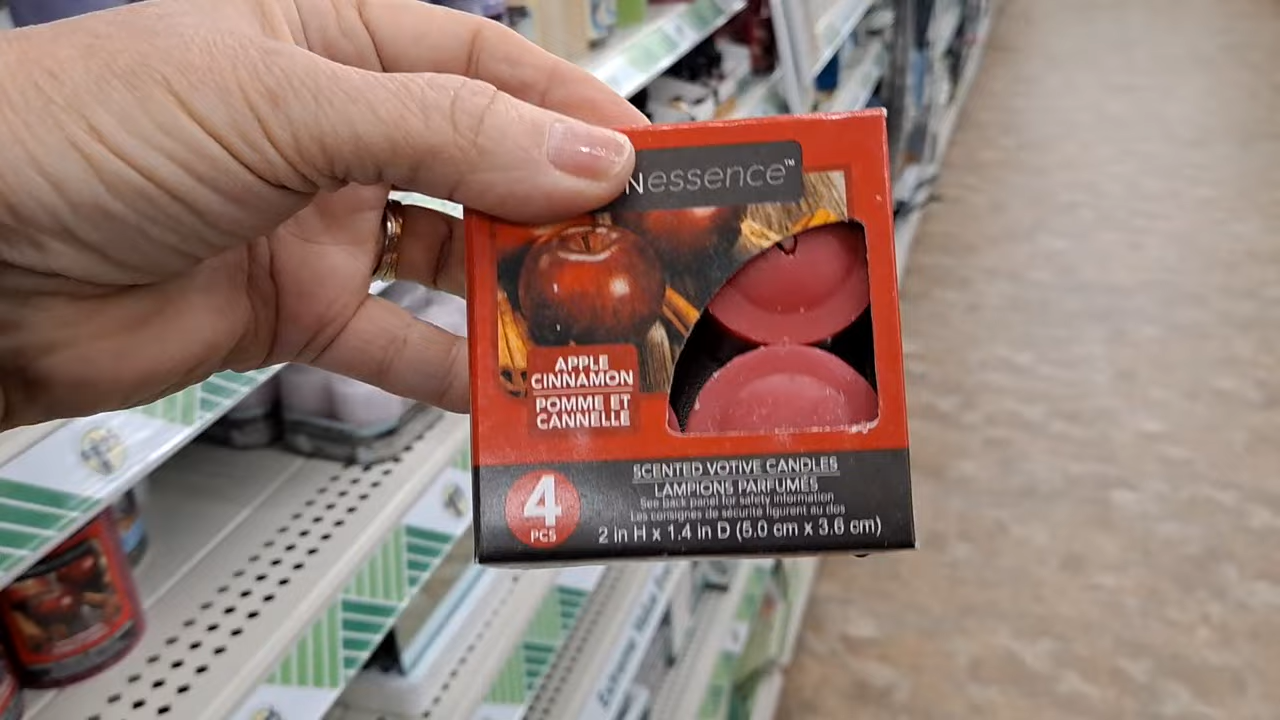 Nessence™
APPLE
CINNAMON
POMME ET
CANNELLE
SCENTED VOTIVE CANDLES
LAMPIONS PARFUMÉS
See back panel for safety information
Les consignes de sécurité figurent au dos
4
PCS
2 in H x 1.4 in D (5.0 cm x 3.6 cm)